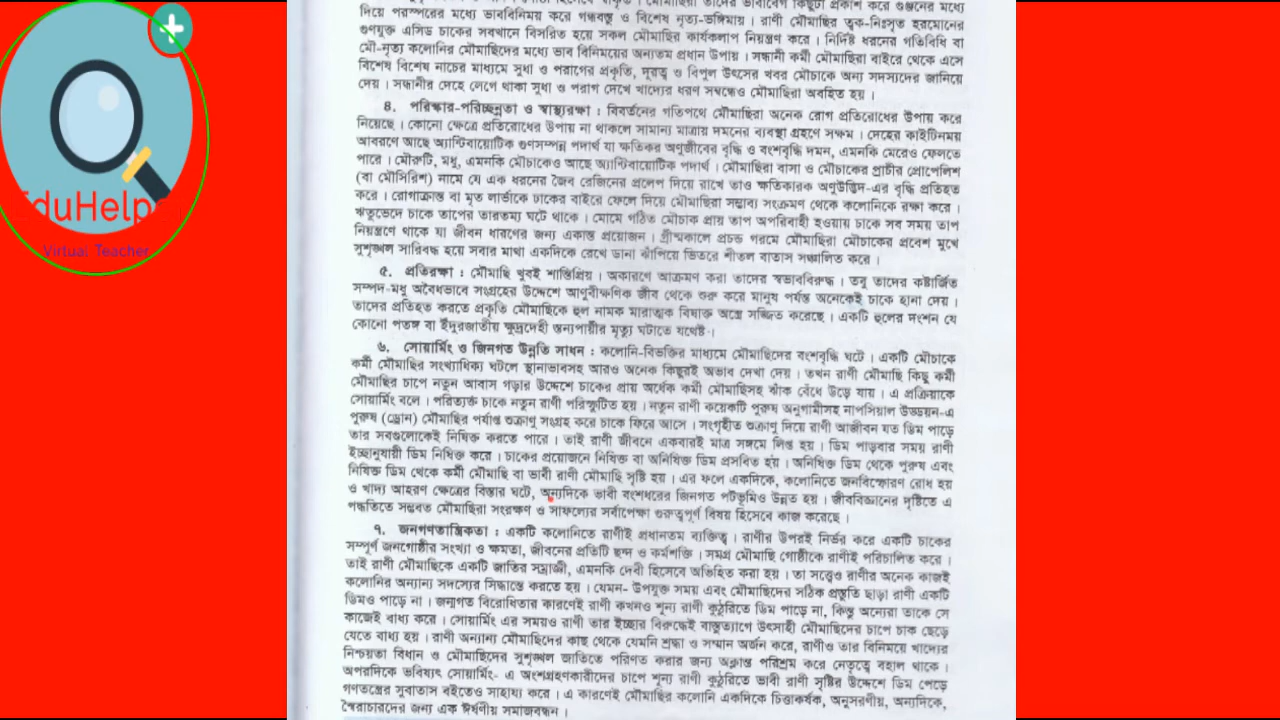 দিয়ে পরস্পরের মধ্যে ভাববিনিময় করে গন্ধবস্তু ও বিশেষ নৃত্য-ভঙ্গিমায় । রাণী মৌমাছির ত্বক-নিঃসৃত হরমোনের
গুণযুক্ত এসিড চাকের সবখানে বিসরিত হয়ে সকল মৌমাছির কার্যকলাপ নিয়ন্ত্রণ করে । নির্দিষ্ট ধরনের গতিবিধি বা
মৌ-নৃত্য কলোনির মৌমাছিদের মধ্যে ভাব বিনিময়ের অন্যতম প্রধান উপায় । সন্ধানী কর্মী মৌমাছিরা বাইরে থেকে এসে
বিশেষ বিশেষ নাচের মাধ্যমে সুধা ও পরাগের প্রকৃতি, দূরত্ব ও বিপুল উৎসের খবর মৌচাকে অন্য সদস্যদের জানিয়ে
দেয় । সন্ধানীর দেহে লেগে থাকা সুধা ও পরাগ দেখে খাদ্যের ধরণ সম্বন্ধেও মৌমাছিরা অবহিত হয় ।
৪. পরিষ্কার-পরিচ্ছন্নতা ও স্বাস্থ্যরক্ষা : বিবর্তনের গতিপথে মৌমাছিরা অনেক রোগ প্রতিরোধের উপায় করে
নিয়েছে । কোনো ক্ষেত্রে প্রতিরোধের উপায় না থাকলে সামান্য মাত্রায় দমনের ব্যবস্থা গ্রহণে সক্ষম । দেহের কাইটিনময়
আবরণে আছে অ্যান্টিবায়োটিক গুণসম্পন্ন পদার্থ যা ক্ষতিকর অণুজীবের বৃদ্ধি ও বংশবৃদ্ধি দমন, এমনকি মেরেও ফেলতে
পারে । মৌরুটি, মধু, এমনকি মৌচাকেও আছে অ্যান্টিবায়োটিক পদার্থ । মৌমাছিরা বাসা ও মৌচাকের প্রাচীর প্রোপোলিশ
(বা মৌসিরিশ) নামে যে এক ধরনের জৈব রেজিনের প্রলেপ দিয়ে রাখে তাও ক্ষতিকারক অণুউদ্ভিদ-এর বৃদ্ধি প্রতিহত
করে । রোগাক্রান্ত বা মৃত লার্ভাকে চাকের বাইরে ফেলে দিয়ে মৌমাছিরা সম্ভাব্য সংক্রমণ থেকে কলোনিকে রক্ষা করে ।
ঋতুভেদে চাকে তাপের তারতম্য ঘটে থাকে । মোমে গঠিত মৌচাক প্রায় তাপ অপরিবাহী হওয়ায় চাকে সব সময় তাপ
নিয়ন্ত্রণে থাকে যা জীবন ধারণের জন্য একান্ত প্রয়োজন । গ্রীষ্মকালে প্রচন্ড গরমে মৌমাছিরা মৌচাকের প্রবেশ মুখে
সুশৃঙ্খল সারিবদ্ধ হয়ে সবার মাথা একদিকে রেখে ডানা ঝাঁপিয়ে ভিতরে শীতল বাতাস সঞ্চালিত করে ।
৫. প্রতিরক্ষা : মৌমাছি খুবই শান্তিপ্রিয় । অকারণে আক্রমণ করা তাদের স্বভাববিরুদ্ধ । তবু তাদের কষ্টার্জিত
সম্পদ-মধু অবৈধভাবে সংগ্রহের উদ্দেশে আণুবীক্ষণিক জীব থেকে শুরু করে মানুষ পর্যন্ত অনেকেই চাকে হানা দেয় ।
তাদের প্রতিহত করতে প্রকৃতি মৌমাছিকে হুল নামক মারাত্মক বিষাক্ত অস্ত্রে সজ্জিত করেছে । একটি হুলের দংশন যে
কোনো পতঙ্গ বা ইঁদুরজাতীয় ক্ষুদ্রদেহী স্তন্যপায়ীর মৃত্যু ঘটাতে যথেষ্ট ।
৬. সোয়ার্মিং ও জিনগত উন্নতি সাধন : কলোনি-বিভক্তির মাধ্যমে মৌমাছিদের বংশবৃদ্ধি ঘটে । একটি মৌচাকে
কর্মী মৌমাছির সংখ্যাধিক্য ঘটলে স্থানাভাবসহ আরও অনেক কিছুরই অভাব দেখা দেয় । তখন রাণী মৌমাছি কিছু কর্মী
মৌমাছির চাপে নতুন আবাস গড়ার উদ্দেশে চাকের প্রায় অর্ধেক কর্মী মৌমাছিসহ ঝাঁক বেঁধে উড়ে যায় । এ প্রক্রিয়াকে
সোয়ার্মিং বলে । পরিত্যক্ত চাকে নতুন রাণী পরিস্ফুটিত হয় । নতুন রাণী কয়েকটি পুরুষ অনুগামীসহ নাপসিয়াল উড্ডয়ন-এ
পুরুষ (ড্রোন) মৌমাছির পর্যাপ্ত শুক্রাণু সংগ্রহ করে চাকে ফিরে আসে । সংগৃহীত শুক্রাণু দিয়ে রাণী আজীবন যত ডিম পাড়ে
তার সবগুলোকেই নিষিক্ত করতে পারে । তাই রাণী জীবনে একবারই মাত্র সঙ্গমে লিপ্ত হয় । ডিম পাড়বার সময় রাণী
ইচ্ছানুযায়ী ডিম নিষিক্ত করে । চাকের প্রয়োজনে নিষিক্ত বা অনিষিক্ত ডিম প্রসবিত হয় । অনিষিক্ত ডিম থেকে পুরুষ এবং
নিষিক্ত ডিম থেকে কর্মী মৌমাছি বা ভাবী রাণী মৌমাছি সৃষ্টি হয় । এর ফলে একদিকে, কলোনিতে জনবিস্ফোরণ রোধ হয়
ও খাদ্য আহরণ ক্ষেত্রের বিস্তার ঘটে, অন্যদিকে ভাবী বংশধরের জিনগত পটভূমিও উন্নত হয় । জীববিজ্ঞানের দৃষ্টিতে এ
পদ্ধতিতে সম্ভবত মৌমাছিরা সংরক্ষণ ও সাফল্যের সর্বাপেক্ষা গুরুত্বপূর্ণ বিষয় হিসেবে কাজ করেছে ।
৭. জনগণতান্ত্রিকতা : একটি কলোনিতে রাণীই প্রধানতম ব্যক্তিত্ব । রাণীর উপরই নির্ভর করে একটি চাকের
সম্পূর্ণ জনগোষ্ঠীর সংখ্যা ও ক্ষমতা, জীবনের প্রতিটি ছন্দ ও কর্মশক্তি । সমগ্র মৌমাছি গোষ্ঠীকে রাণীই পরিচালিত করে ।
তাই রাণী মৌমাছিকে একটি জাতির সম্রাজ্ঞী, এমনকি দেবী হিসেবে অভিহিত করা হয় । তা সত্ত্বেও রাণীর অনেক কাজই
কলোনির অন্যান্য সদস্যের সিদ্ধান্তে করতে হয় । যেমন- উপযুক্ত সময় এবং মৌমাছিদের সঠিক প্রস্তুতি ছাড়া রাণী একটি
ডিমও পাড়ে না । জন্মগত বিরোধিতার কারণেই রাণী কখনও শূন্য রাণী কুঠুরিতে ডিম পাড়ে না, কিন্তু অন্যেরা তাকে সে
কাজেই বাধ্য করে । সোয়ার্মিং এর সময়ও রাণী তার ইচ্ছার বিরুদ্ধেই বাস্তুত্যাগে উৎসাহী মৌমাছিদের চাপে চাক ছেড়ে
যেতে বাধ্য হয় । রাণী অন্যান্য মৌমাছিদের কাছ থেকে যেমনি শ্রদ্ধা ও সম্মান অর্জন করে, রাণীও তার বিনিময়ে খাদ্যের
নিশ্চয়তা বিধান ও মৌমাছিদের সুশৃঙ্খল জাতিতে পরিণত করার জন্য অক্লান্ত পরিশ্রম করে নেতৃত্বে বহাল থাকে ।
অপরদিকে ভবিষ্যৎ সোয়ার্মিং- এ অংশগ্রহণকারীদের চাপে শূন্য রাণী কুঠুরিতে ভাবী রাণী সৃষ্টির উদ্দেশে ডিম পেড়ে
গণতন্ত্রের সুবাতাস বইতেও সাহায্য করে । এ কারণেই মৌমাছির কলোনি একদিকে চিত্তাকর্ষক, অনুসরণীয়, অন্যদিকে,
স্বৈরাচারদের জন্য এক ঈর্ষণীয় সমাজবন্ধন ।
EduHelp
Virtual Teacher